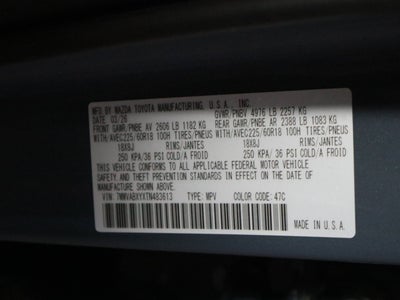 MFD BY MAZDA TOYOTA MANUFACTURING, U.S.A., INC.
DATE 03/26 GVWR/PNBV 4976 LB 2257 KG
FRONT GAWR/PNBE AV 2606 LB 1182 KG REAR GAWR/PNBE AR 2388 LB 1083 KG
WITH/AVEC225/60R18 100H TIRES/PNEUS WITH/AVEC225/60R18 100H TIRES/PNEUS
18X8J RIMS/JANTES 18X8J RIMS/JANTES
250 KPA/36 PSI COLD/A FROID 250 KPA/36 PSI COLD/A FROID
THIS VEHICLE CONFORMS TO ALL APPLICABLE FEDERAL MOTOR VEHICLE
SAFETY AND THEFT PREVENTION STANDARDS IN EFFECT ON THE DATE OF
MANUFACTURE SHOWN ABOVE.
VIN: 7MMVABXYXTN483613 TYPE: MPV COLOR CODE: 47C
MADE IN U.S.A.